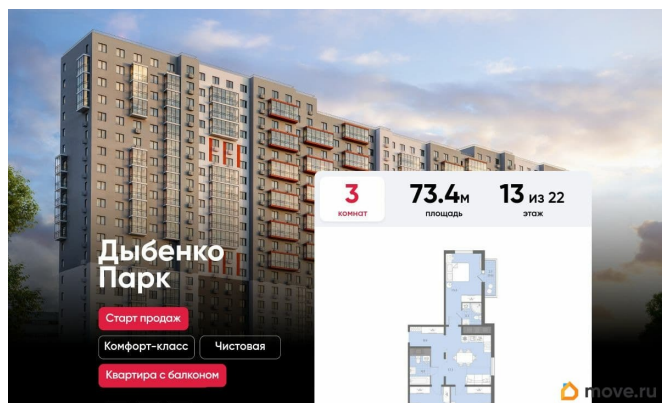 3
комнат
73.4м
площадь
13 из 22
этаж
Дыбенко
Парк
Старт продаж
Комфорт-класс
Чистовая
Квартира с балконом
move.ru